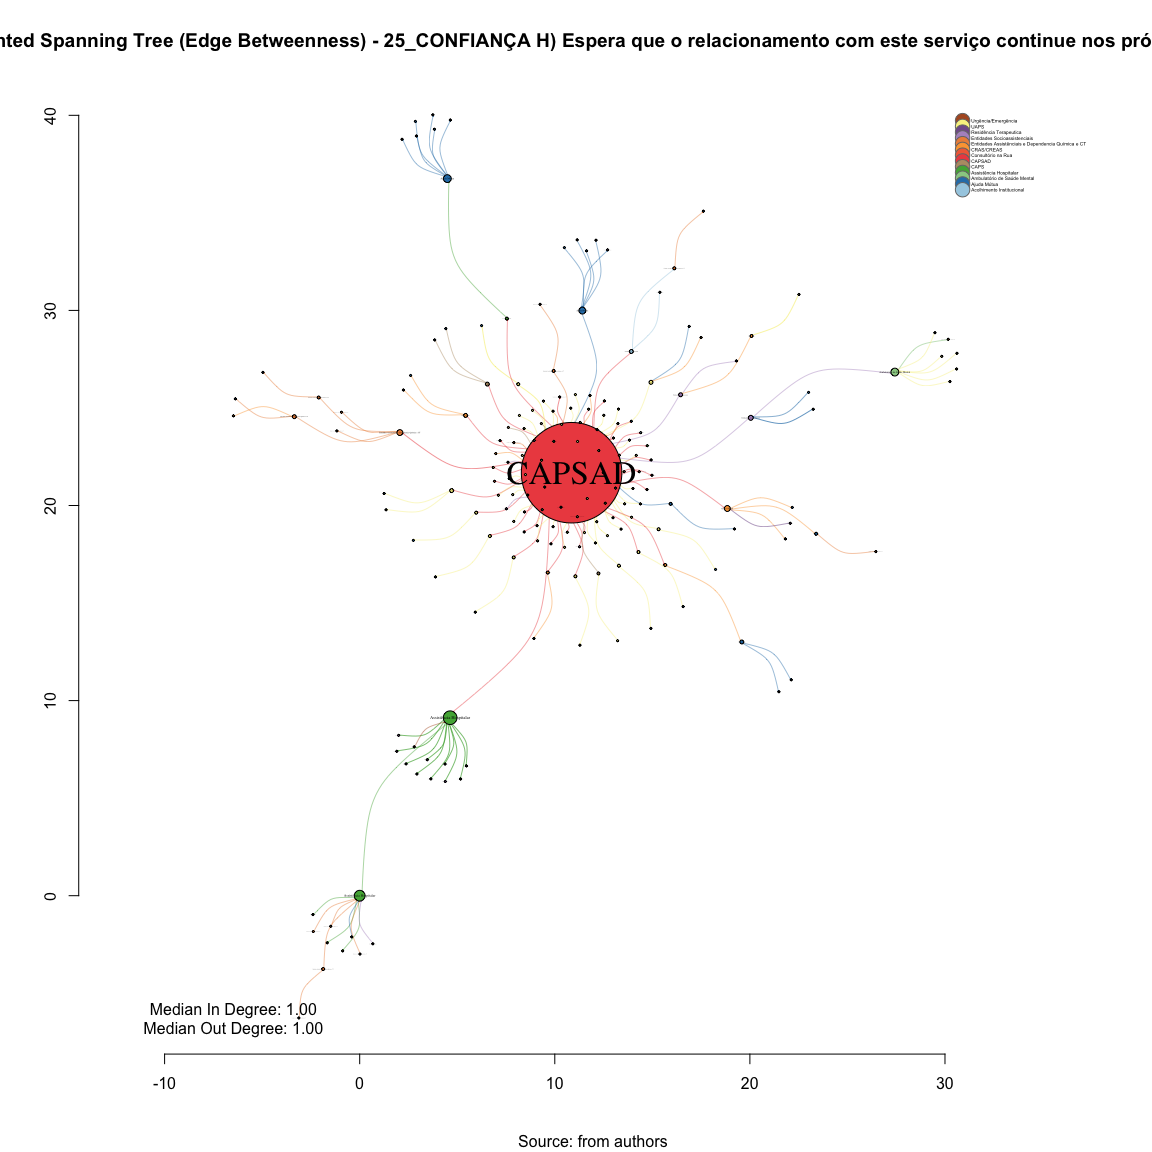 nted Spanning Tree (Edge Betweenness) - 25_CONFIANÇA H) Espera que o relacionamento com este serviço continue nos pró
40
30
20
10
0
Urgência/Emergência
UAPS
Residência Terapeutica
Entidades Socioassistenciais
Entidades Assistênciais e Dependencia Química e CT
CRAS/CREAS
Consultório na Rua
CAPSAD
CAPS
Assistência Hospitalar
Ambulatório de Saúde Mental
Ajuda Mútua
Acolhimento Institucional
CAPSAD
Assistência Hospitalar
Median In Degree: 1.00
Median Out Degree: 1.00
-10
0
10
20
30
Source: from authors